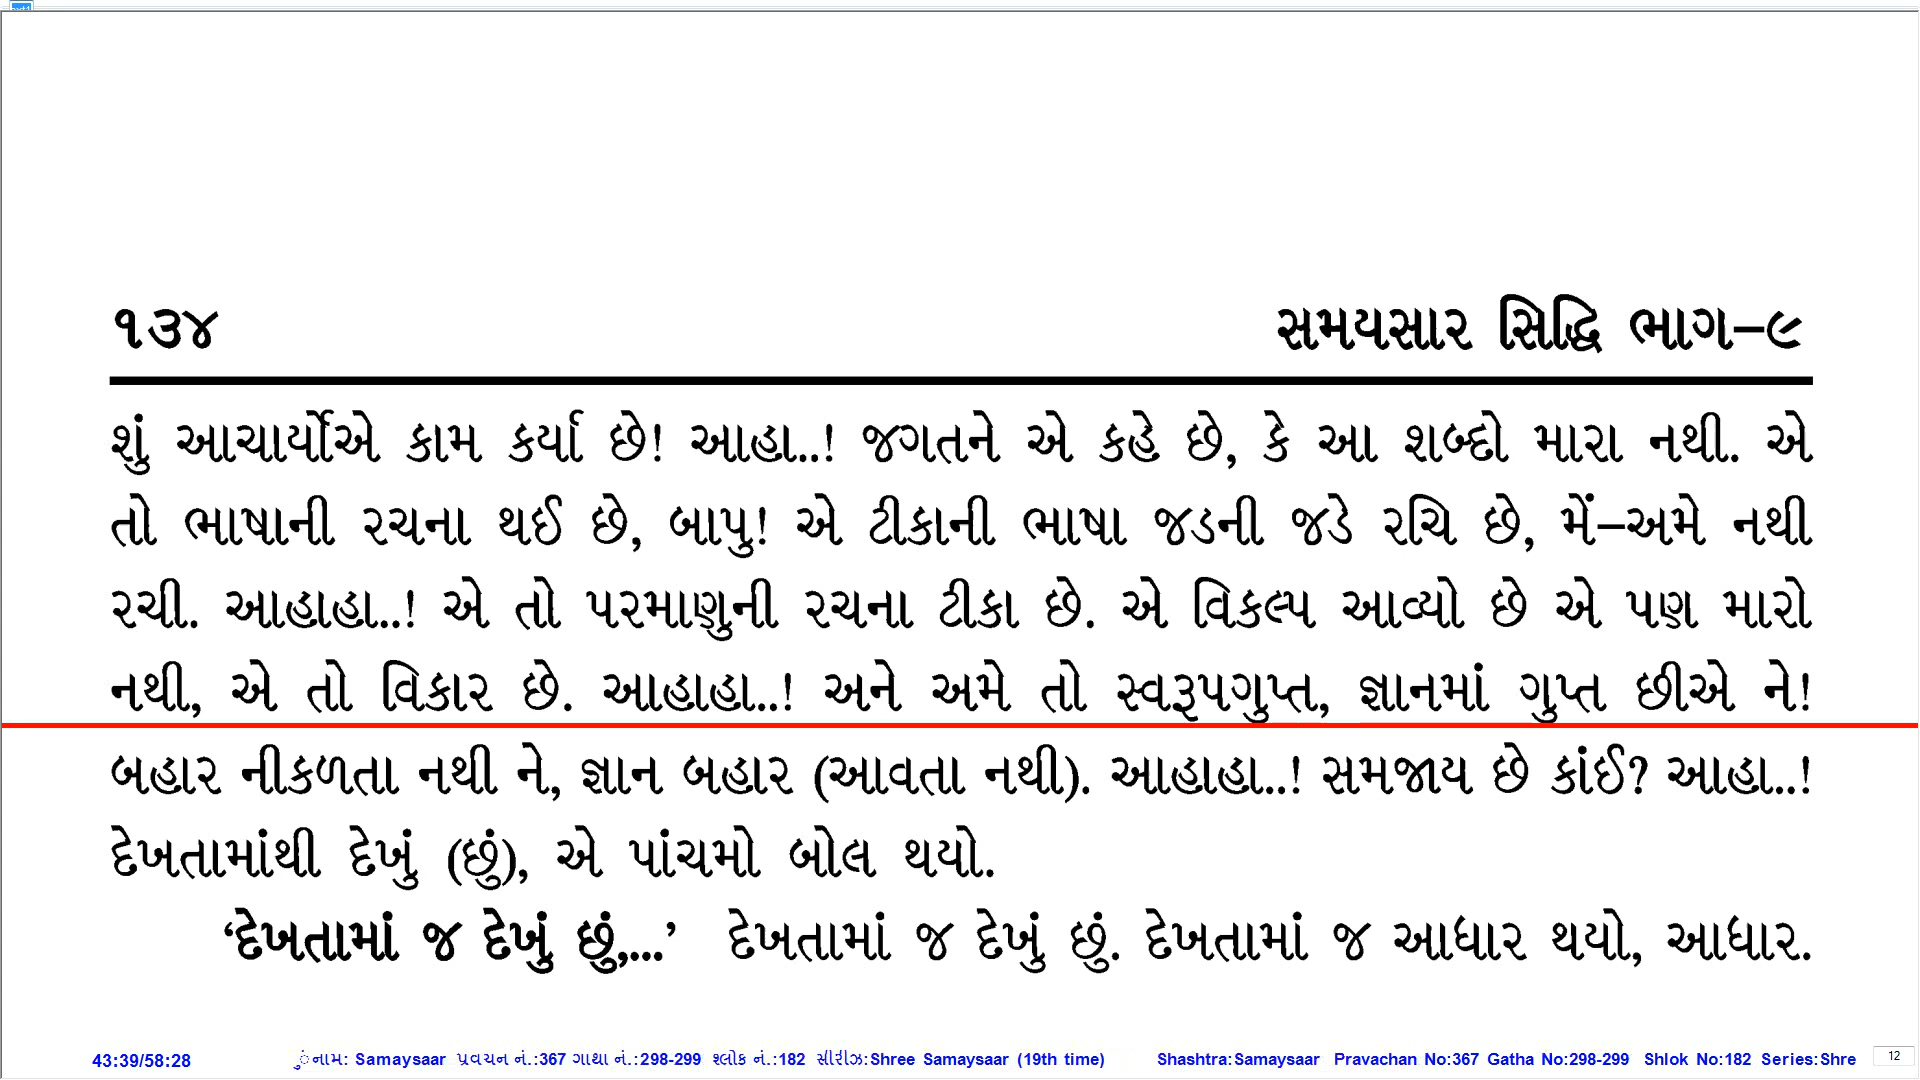 ૧૩૪ સમયસાર સિદ્ધિ ભાગ–૯
શું આચાર્યોએ કામ કર્યા છે! આહા..! જગતને એ કહે છે, કે આ શબ્દો મારા નથી. એ
તો ભાષાની રચના થઈ છે, બાપુ! એ ટીકાની ભાષા જડની જડે રચિ છે, મેં–અમે નથી
રચી. આહાહા..! એ તો પરમાણુની રચના ટીકા છે. એ વિકલ્પ આવ્યો છે એ પણ મારો
નથી, એ તો વિકાર છે. આહાહા..! અને અમે તો સ્વરૂપગુપ્ત, જ્ઞાનમાં ગુપ્ત છીએ ને!
બહાર નીકળતા નથી ને, જ્ઞાન બહાર (આવતા નથી). આહાહા..! સમજાય છે કાંઈ? આહા..!
દેખતામાંથી દેખું (છું), એ પાંચમો બોલ થયો.
‘દેખતામાં જ દેખું છું,...’ દેખતામાં જ દેખું છું. દેખતામાં જ આધાર થયો, આધાર.
43:39/58:28 નામ: Samaysaar પ્રવચન નં.:367 ગાથા નં.:298-299 શ્લોક નં.:182 સીરીઝ:Shree Samaysaar (19th time) Shashtra:Samaysaar Pravachan No:367 Gatha No:298-299 Shlok No:182 Series:Shre 12